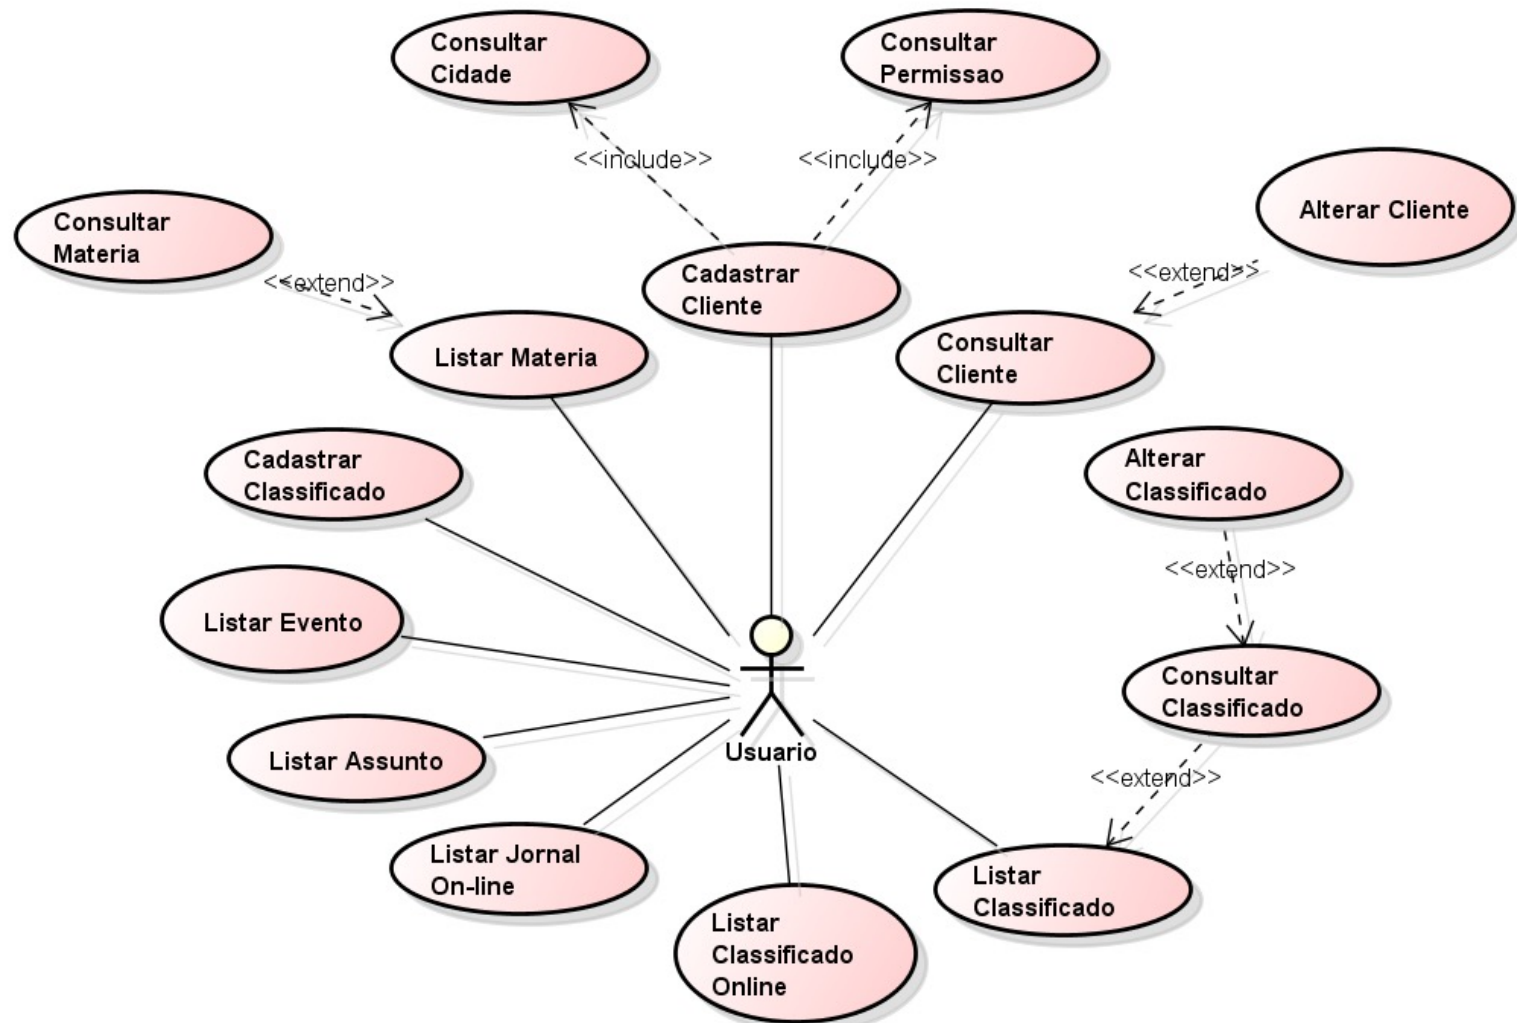 Consultar
Cidade
Consultar
Permissao
<<include>>
<<include>>
Alterar Cliente
Consultar
Materia
<<extend>>
<<extend>>
Cadastrar
Cliente
Listar Materia
Consultar
Cliente
Cadastrar
Classificado
Alterar
Classificado
<<extend>>
Listar Evento
Consultar
Classificado
Usuario
Listar Assunto
<<extend>>
Listar Jornal
On-line
Listar
Classificado
Listar
Classificado
Online